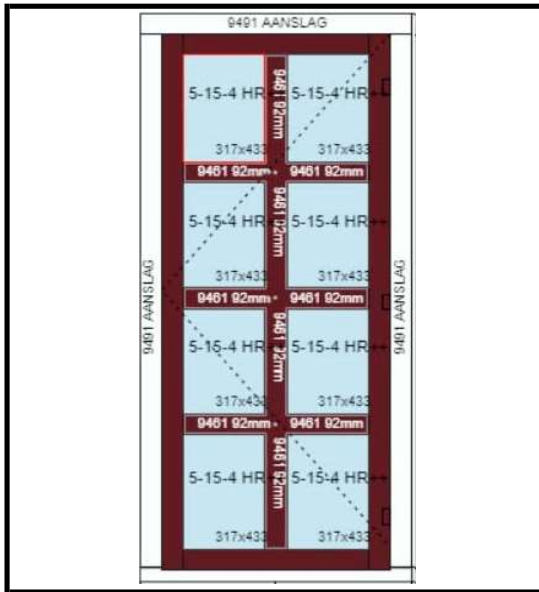 9491 AANSLAG
5-15-4 HR
9461 92mm
5-15-4 HR++
317x433
317x433
9461 92mm
9461 92mm
9461 92mm
5-15-4 HR
5-15-4 HR++
317x433
317x433
9491 AANSLAG
9491 AANSLAG
9461 92mm
9461 92mm
9461 92mm
5-15-4 HR
5-15-4 HR++
317x433
317x433
9461 92mm
9461 92mm
9461 92mm
5-15-4 HR
5-15-4 HR++
317x433
317x433